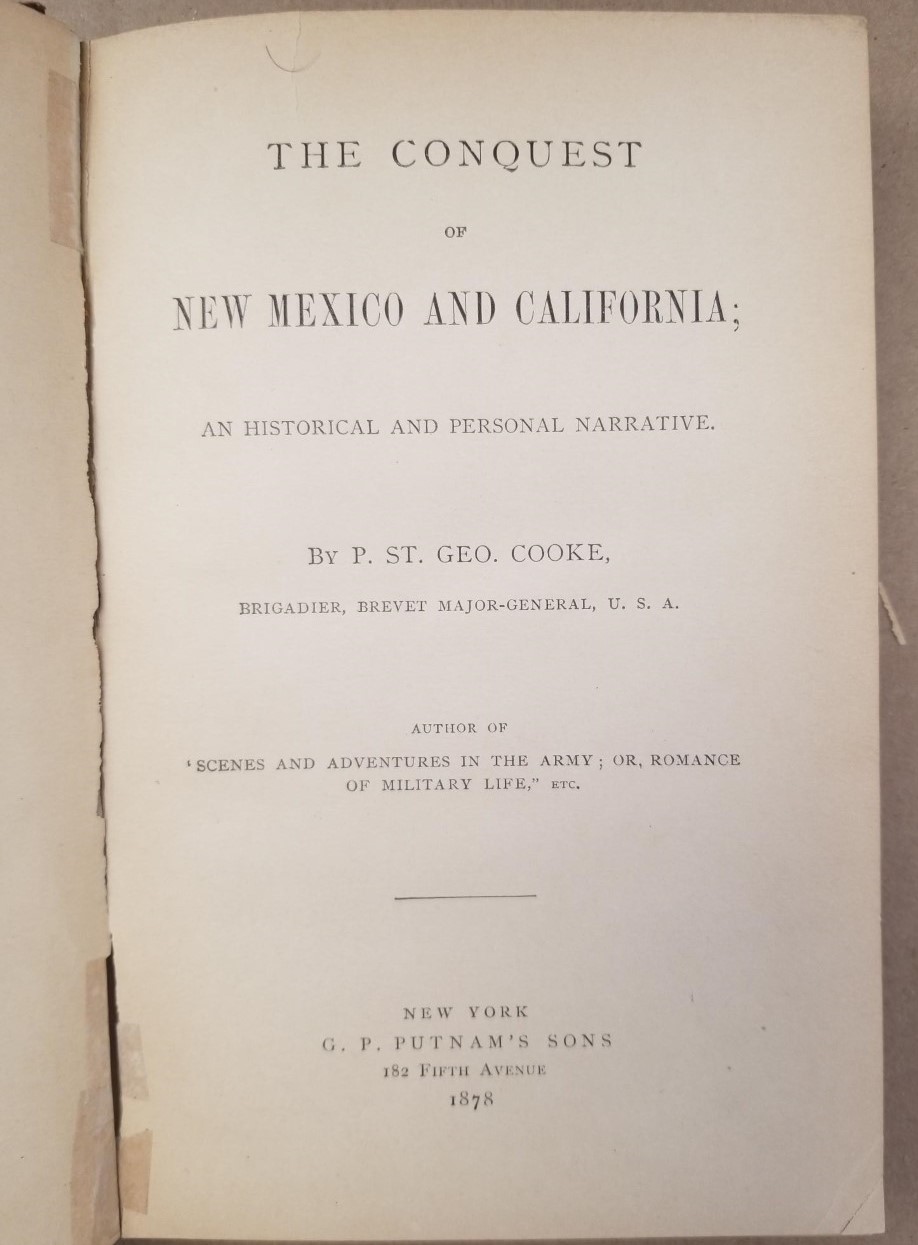 THE CONQUEST
OF
NEW MEXICO AND CALIFORNIA;
AN HISTORICAL AND PERSONAL NARRATIVE.
BY P. ST. GEO. COOKE,
BRIGADIER, BREVET MAJOR-GENERAL, U. S. A.
AUTHOR OF
‘SCENES AND ADVENTURES IN THE ARMY; OR, ROMANCE
OF MILITARY LIFE,” ETC.
NEW YORK
G. P. PUTNAM'S SONS
182 FIFTH AVENUE
1878